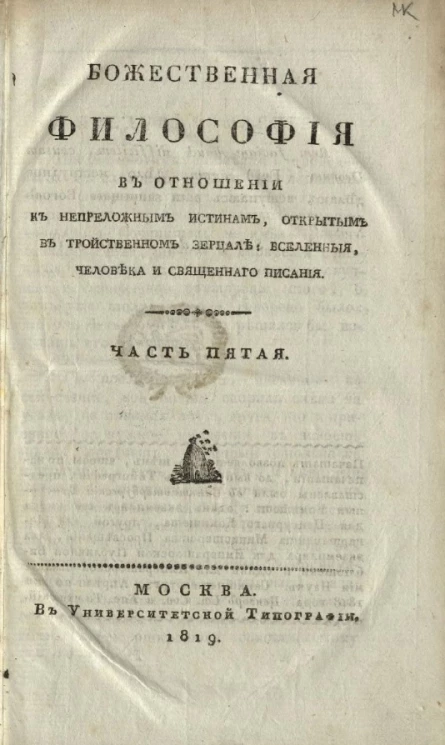 МК
БОЖЕСТВЕННАЯ
ФИЛОСОФІЯ
ВЪ ОТНОШЕНІИ
КЪ НЕПРЕЛОЖНЫМЪ ИСТИНАМЪ, ОТКРЫТЫМЪ
ВЪ ТРОЙСТВЕННОМЪ ЗЕРЦАЛѢ: ВСЕЛЕННЫЯ,
ЧЕЛОВѢКА И СВЯЩЕННАГО ПИСАНІЯ.
ЧАСТЬ ПЯТАЯ.
МОСКВА.
Въ Университетской Типографіи.
1819.